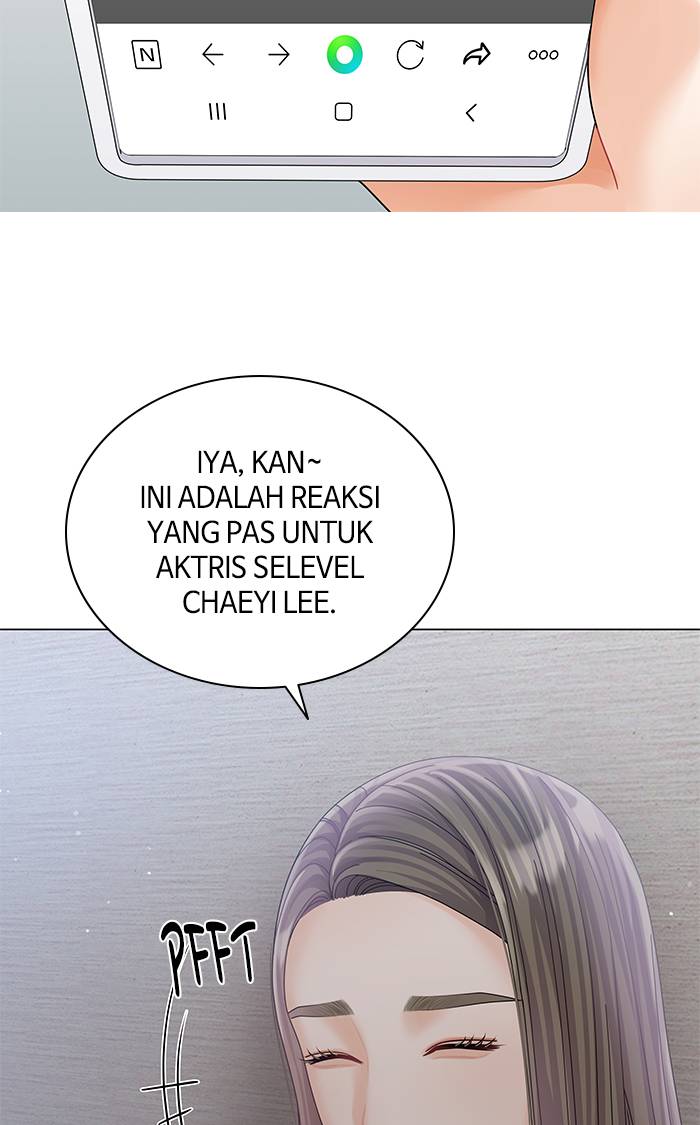 N
IYA, KAN~
INI ADALAH REAKSI
YANG PAS UNTUK
AKTRIS SELEVEL
CHAEYI LEE.
PFFT